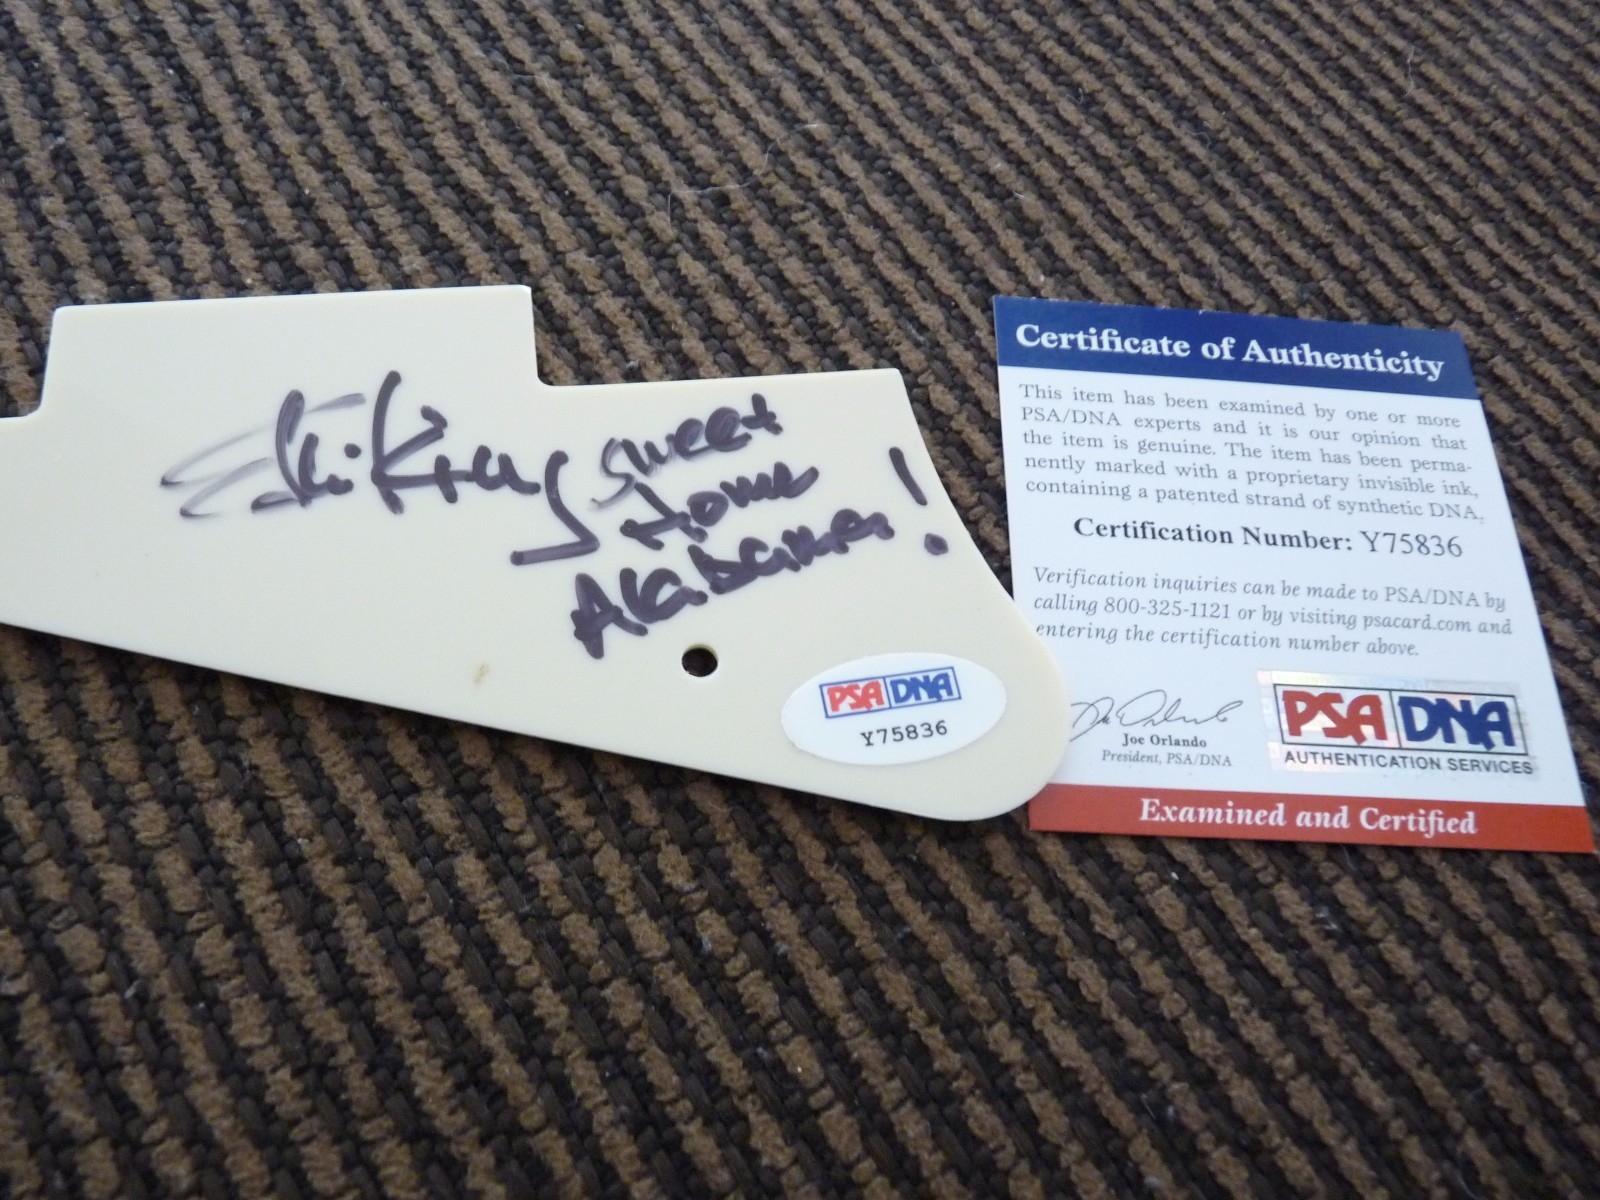 Ed King
Sweet
Home
Alabama!
PSA DNA
Y75836
Certificate of Authenticity
This item has been examined by one or more
PSA/DNA experts and it is our opinion that
the item is genuine. The item has been perma-
nently marked with a proprietary invisible ink,
containing a patented strand of synthetic DNA.
Certification Number: Y75836
Verification inquiries can be made to PSA/DNA by
calling 800-325-1121 or by visiting psacard.com and
entering the certification number above.
Joe Orlando
President, PSA/DNA
PSA DNA
AUTHENTICATION SERVICES
Examined and Certified